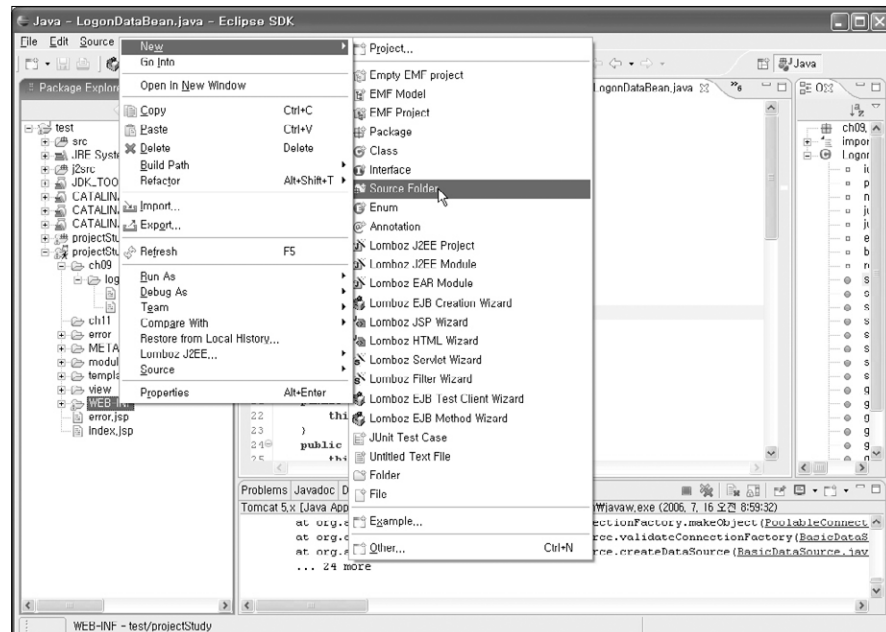 Java - LogonDataBean.java - Eclipse SDK
File Edit Source
Java
Package Explor
LogonDataBean.java
»6
test
src
JRE Syste
j2src
JDK_TOO
CATALIN
CATALIN
CATALIN
projectStu
projectStu
ch09
log
ch11
error
META
modul
templa
view
WEB-INF
error.jsp
Index.jsp
New
Go Into
Open in New Window
Copy Ctrl+C
Paste Ctrl+V
Delete Delete
Build Path
Refactor Alt+Shift+T
Import...
Export...
Refresh F5
Run As
Debug As
Team
Compare With
Restore from Local History...
Lomboz J2EE...
Source
Properties Alt+Enter
Project...
Empty EMF project
EMF Model
EMF Project
Package
Class
Interface
Source Folder
Enum
Annotation
Lomboz J2EE Project
Lomboz J2EE Module
Lomboz EAR Module
Lomboz EJB Creation Wizard
Lomboz JSP Wizard
Lomboz HTML Wizard
Lomboz Servlet Wizard
Lomboz Filter Wizard
Lomboz EJB Test Client Wizard
Lomboz EJB Method Wizard
JUnit Test Case
Untitled Text File
Folder
File
Example...
Other... Ctrl+N
22 thi
23 )
24 public
25 thi
ch09.
impor
Logor
Problems Javadoc D
Tomcat 5.x [Java App
₩javaw.exe (2006. 7. 16 오전 8:59:32)
at org.a
ectionFactory.makeObject(PoolableConnect
at org.a
rce.validateConnectionFactory(BasicDataS
at org.a
rce.createDataSource(BasicDataSource.jav
... 24 more
WEB-INF - test/projectStudy